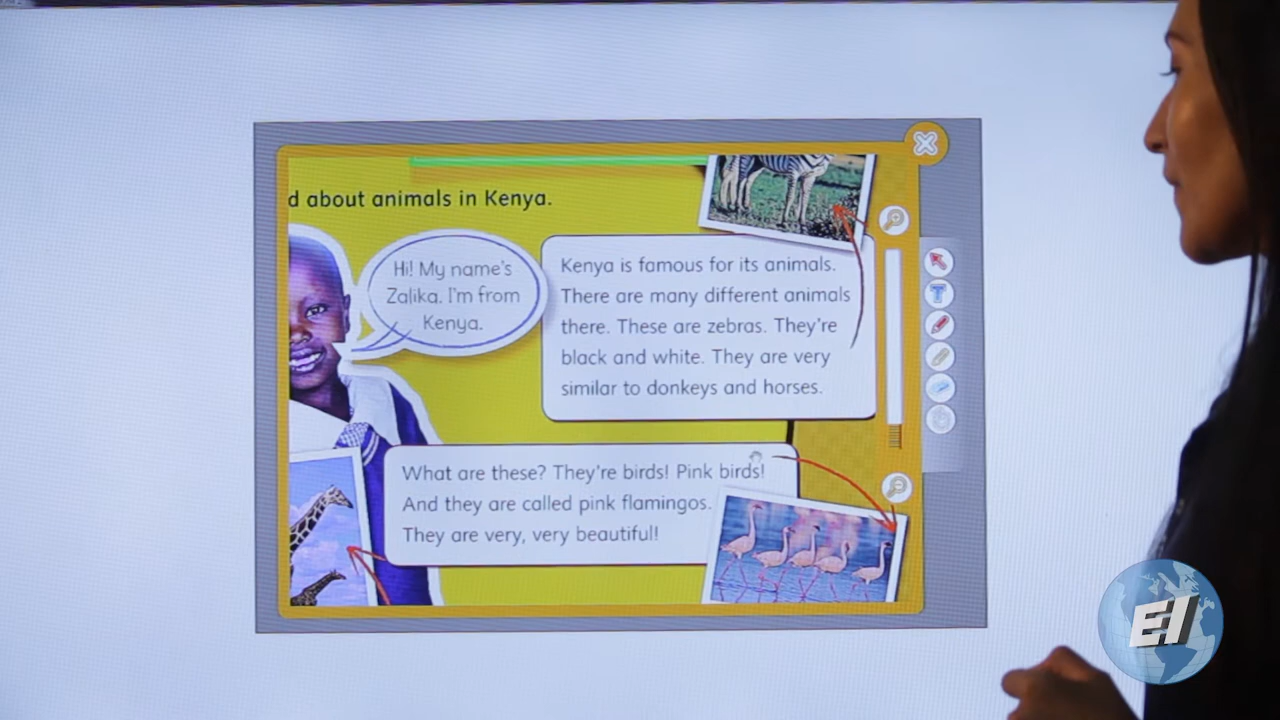 d about animals in Kenya.
Hi! My name's
Zalika. I'm from
Kenya.
Kenya is famous for its animals.
There are many different animals
there. These are zebras. They're
black and white. They are very
similar to donkeys and horses.
What are these? They're birds! Pink birds!
And they are called pink flamingos.
They are very, very beautiful!
T
EI